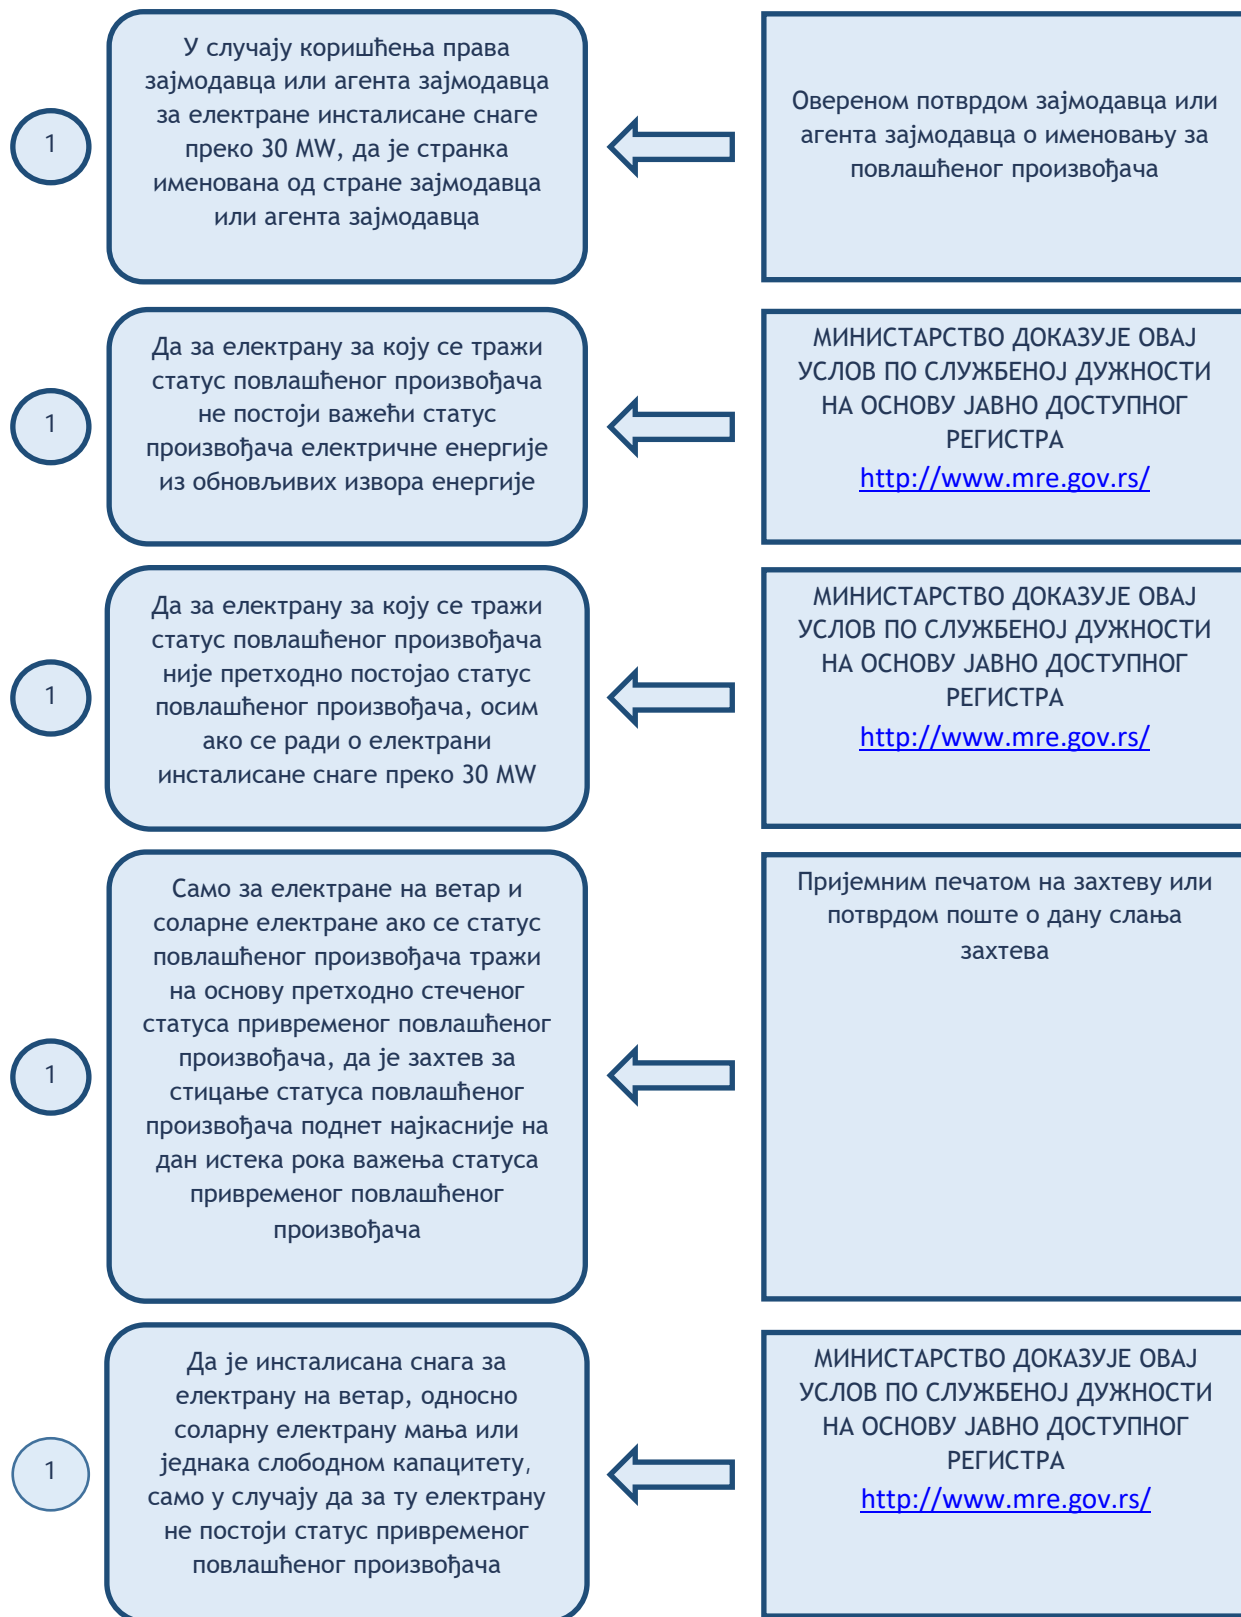 1
У случају коришћења права
зајмодавца или агента зајмодавца
за електране инсталисане снаге
преко 30 MW, да је странка
именована од стране зајмодавца
или агента зајмодавца
Овереном потврдом зајмодавца или
агента зајмодавца о именовању за
повлашћеног произвођача
1
Да за електрану за коју се тражи
статус повлашћеног произвођача
не постоји важећи статус
произвођача електричне енергије
из обновљивих извора енергије
МИНИСТАРСТВО ДОКАЗУЈЕ ОВАЈ
УСЛОВ ПО СЛУЖБЕНОЈ ДУЖНОСТИ
НА ОСНОВУ ЈАВНО ДОСТУПНОГ
РЕГИСТРА
http://www.mre.gov.rs/
1
Да за електрану за коју се тражи
статус повлашћеног произвођача
није претходно постојао статус
повлашћеног произвођача, осим
ако се ради о електрани
инсталисане снаге преко 30 MW
МИНИСТАРСТВО ДОКАЗУЈЕ ОВАЈ
УСЛОВ ПО СЛУЖБЕНОЈ ДУЖНОСТИ
НА ОСНОВУ ЈАВНО ДОСТУПНОГ
РЕГИСТРА
http://www.mre.gov.rs/
1
Само за електране на ветар и
соларне електране ако се статус
повлашћеног произвођача тражи
на основу претходно стеченог
статуса привременог повлашћеног
произвођача, да је захтев за
стицање статуса повлашћеног
произвођача поднет најкасније на
дан истека рока важења статуса
привременог повлашћеног
произвођача
Пријемним печатом на захтеву или
потврдом поште о дану слања
захтева
1
Да је инсталисана снага за
електрану на ветар, односно
соларну електрану мања или
једнака слободном капацитету,
само у случају да за ту електрану
не постоји статус привременог
повлашћеног произвођача
МИНИСТАРСТВО ДОКАЗУЈЕ ОВАЈ
УСЛОВ ПО СЛУЖБЕНОЈ ДУЖНОСТИ
НА ОСНОВУ ЈАВНО ДОСТУПНОГ
РЕГИСТРА
http://www.mre.gov.rs/